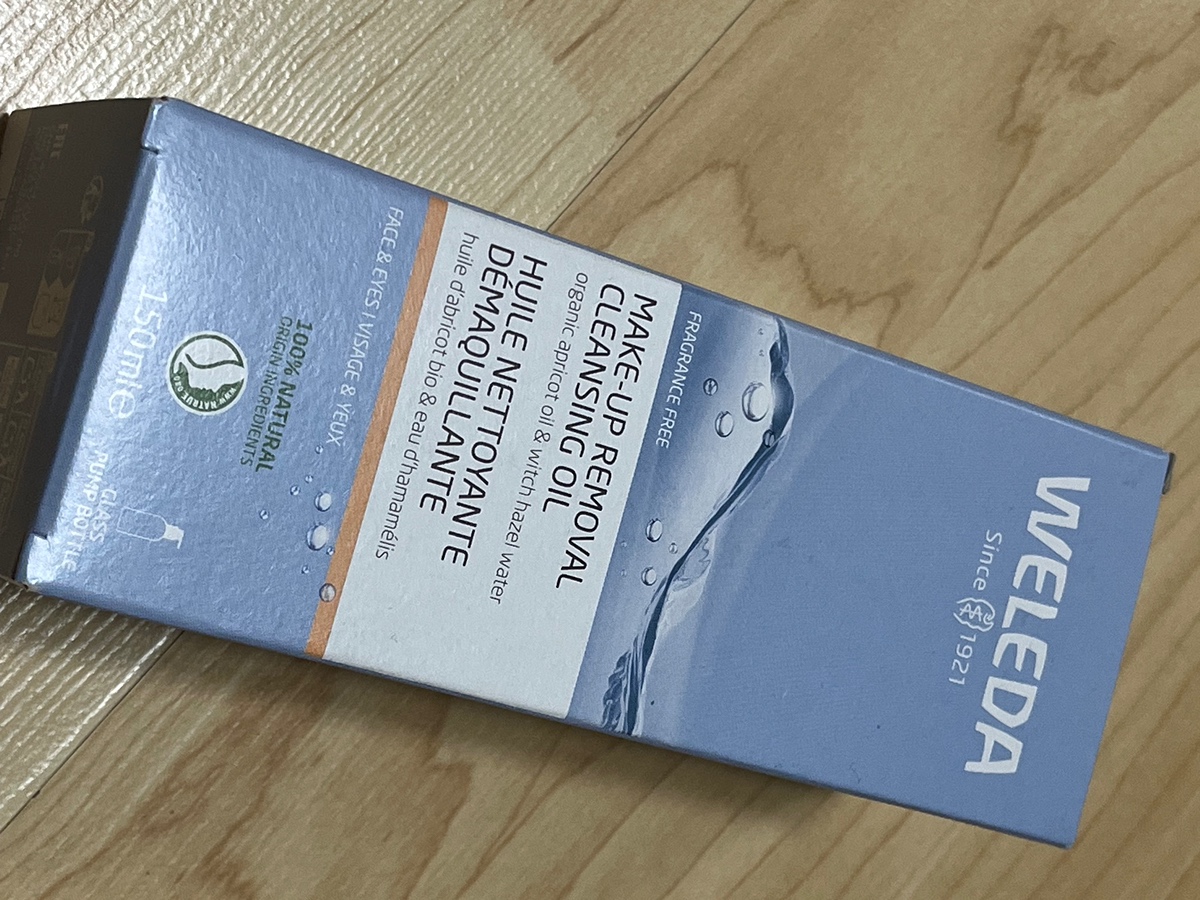 WELEDA
Since 1921
FRAGRANCE FREE
MAKE-UP REMOVAL
CLEANSING OIL
organic apricot oil & witch hazel water
HUILE NETTOYANTE
DÉMAQUILLANTE
huile d'abricot bio & eau d'hamamélis
FACE & EYES I VISAGE & YEUX
100% NATURAL
ORIGIN INGREDIENTS
GLASS
PUMP BOTTLE
150ml℮